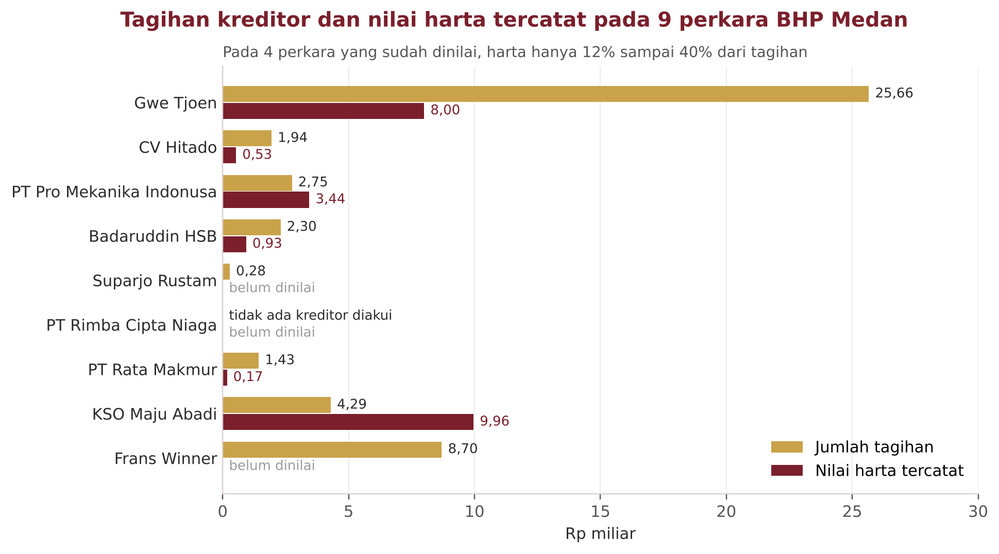 Tagihan kreditor dan nilai harta tercatat pada 9 perkara BHP Medan
Pada 4 perkara yang sudah dinilai, harta hanya 12% sampai 40% dari tagihan
Gwe Tjoen
25,66
8,00
CV Hitado
1,94
0,53
PT Pro Mekanika Indonusa
2,75
3,44
Badaruddin HSB
2,30
0,93
Suparjo Rustam
0,28
belum dinilai
PT Rimba Cipta Niaga
tidak ada kreditor diakui
belum dinilai
PT Rata Makmur
1,43
0,17
KSO Maju Abadi
4,29
9,96
Frans Winner
8,70
belum dinilai
Jumlah tagihan
Nilai harta tercatat
0 5 10 15 20 25 30
Rp miliar